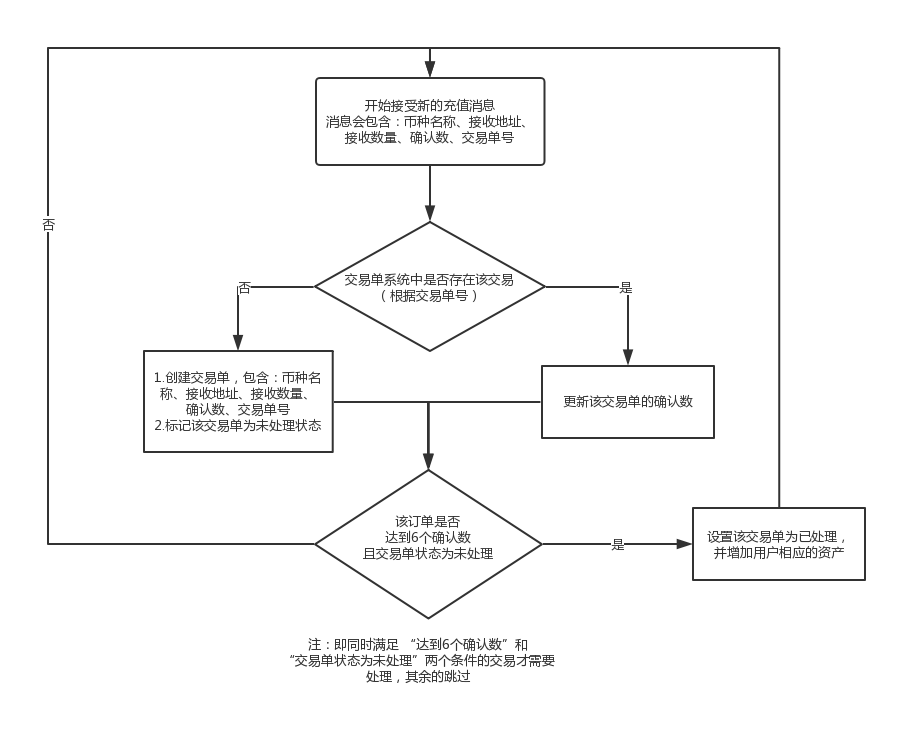 开始接受新的充值消息
消息会包含：币种名称、接收地址、
接收数量、确认数、交易单号
否
交易单系统中是否存在该交易
（根据交易单号）
否
是
1.创建交易单，包含：币种名
称、接收地址、接收数量、
确认数、交易单号
2.标记该交易单为未处理状态
更新该交易单的确认数
该订单是否
达到6个确认数
且交易单状态为未处理
是
设置该交易单为已处理，
并增加用户相应的资产
注：即同时满足 “达到6个确认数”和
“交易单状态为未处理”两个条件的交易才需要
处理，其余的跳过